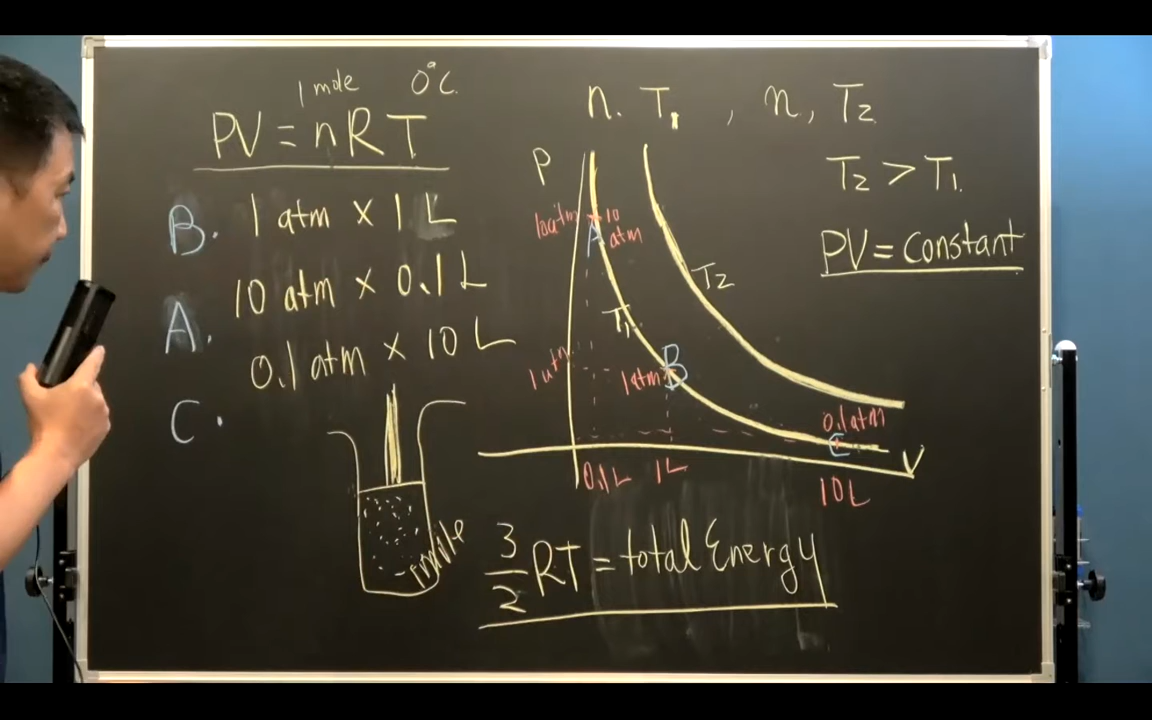 1 mole 0°C.
PV = nRT
B. 1 atm × 1 L
A. 10 atm × 0.1 L
C. 0.1 atm × 10 L
1 mole
n. T₁, n, T₂
T₂ > T₁.
PV = Constant
P
10 atm
10 atm
A
T₁
T₂
1 atm
1 atm
B
0.1 atm
C
V
0.1 L 1 L 10 L
3/2 RT = total Energy